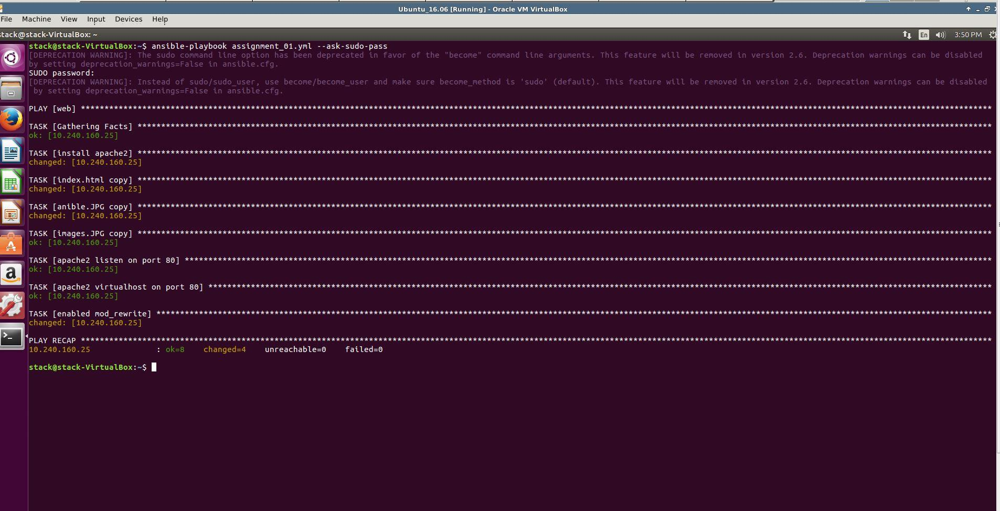 Ubuntu_16.06 [Running] - Oracle VM VirtualBox
File Machine View Input Devices Help
stack@stack-VirtualBox: ~
En 3:50 PM
stack@stack-VirtualBox:~$ ansible-playbook assignment_01.yml --ask-sudo-pass
[DEPRECATION WARNING]: The sudo command line option has been deprecated in favor of the "become" command line arguments. This feature will be removed in version 2.6. Deprecation warnings can be disabled
by setting deprecation_warnings=False in ansible.cfg.
SUDO password:
[DEPRECATION WARNING]: Instead of sudo/sudo_user, use become/become_user and make sure become_method is 'sudo' (default). This feature will be removed in version 2.6. Deprecation warnings can be disabled
by setting deprecation_warnings=False in ansible.cfg.
PLAY [web] ****************************************************************************************************
TASK [Gathering Facts] ****************************************************************************************************
ok: [10.240.160.25]
TASK [install apache2] ****************************************************************************************************
changed: [10.240.160.25]
TASK [index.html copy] ****************************************************************************************************
changed: [10.240.160.25]
TASK [anible.JPG copy] ****************************************************************************************************
changed: [10.240.160.25]
TASK [images.JPG copy] ****************************************************************************************************
ok: [10.240.160.25]
TASK [apache2 listen on port 80] ****************************************************************************************************
ok: [10.240.160.25]
TASK [apache2 virtualhost on port 80] ****************************************************************************************************
ok: [10.240.160.25]
TASK [enabled mod_rewrite] ****************************************************************************************************
changed: [10.240.160.25]
PLAY RECAP ****************************************************************************************************
10.240.160.25 : ok=8 changed=4 unreachable=0 failed=0
stack@stack-VirtualBox:~$